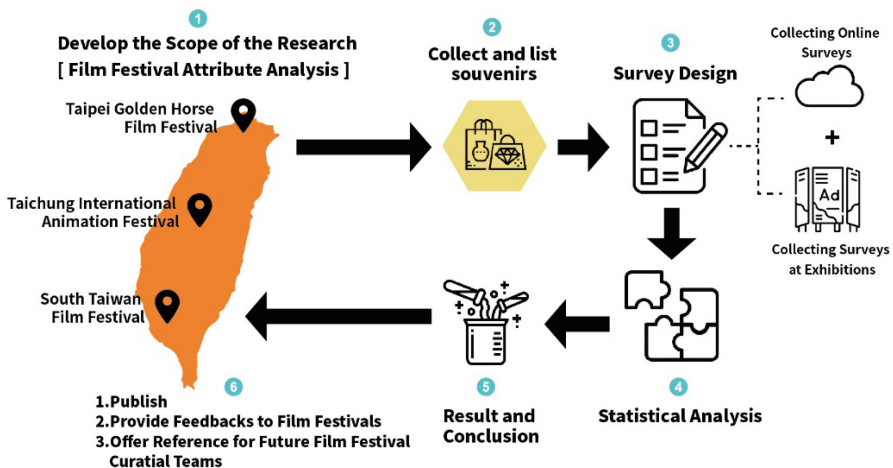 1
Develop the Scope of the Research
[ Film Festival Attribute Analysis ]
Taipei Golden Horse
Film Festival
Taichung International
Animation Festival
South Taiwan
Film Festival
2
Collect and list
souvenirs
3
Survey Design
Collecting Online
Surveys
+
Ad
Collecting Surveys
at Exhibitions
4
Statistical Analysis
5
Result and
Conclusion
6
1.Publish
2.Provide Feedbacks to Film Festivals
3.Offer Reference for Future Film Festival
Curatial Teams